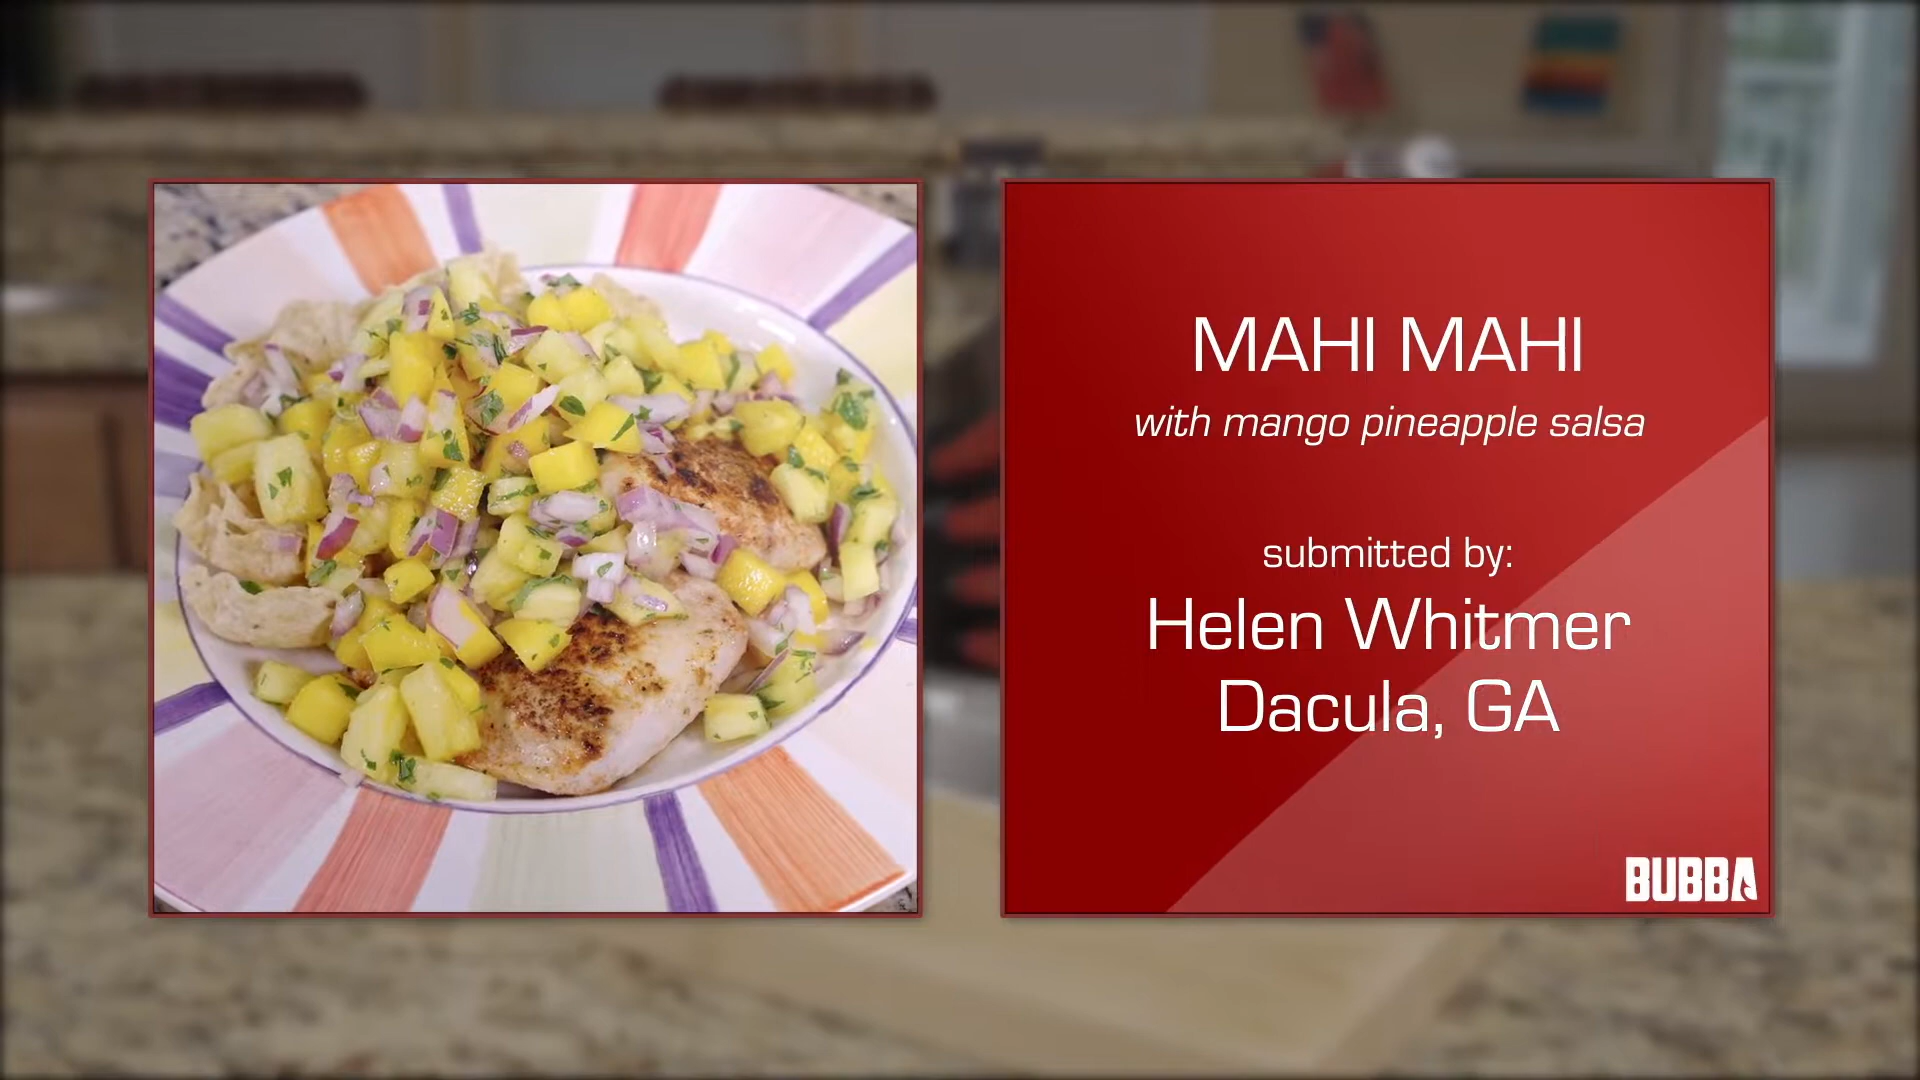 MAHI MAHI
with mango pineapple salsa
submitted by:
Helen Whitmer
Dacula, GA
BUBBA